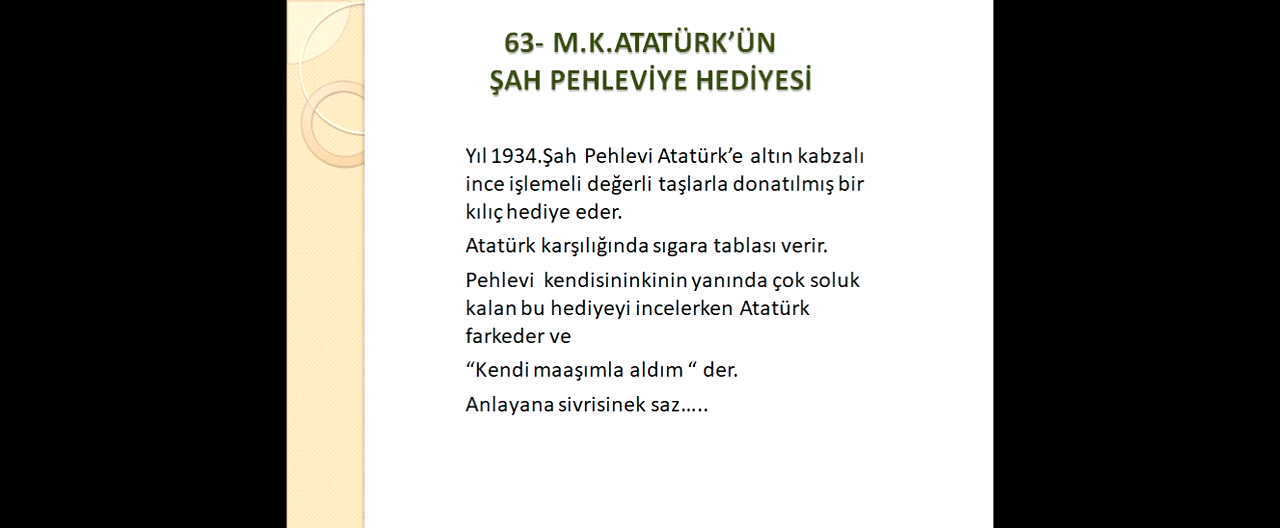 63- M.K.ATATÜRK’ÜN
ŞAH PEHLEVİYE HEDİYESİ
Yıl 1934.Şah Pehlevi Atatürk’e altın kabzalı
ince işlemeli değerli taşlarla donatılmış bir
kılıç hediye eder.
Atatürk karşılığında sıgara tablası verir.
Pehlevi kendisininkinin yanında çok soluk
kalan bu hediyeyi incelerken Atatürk
farkeder ve
“Kendi maaşımla aldım “ der.
Anlayana sivrisinek saz…..